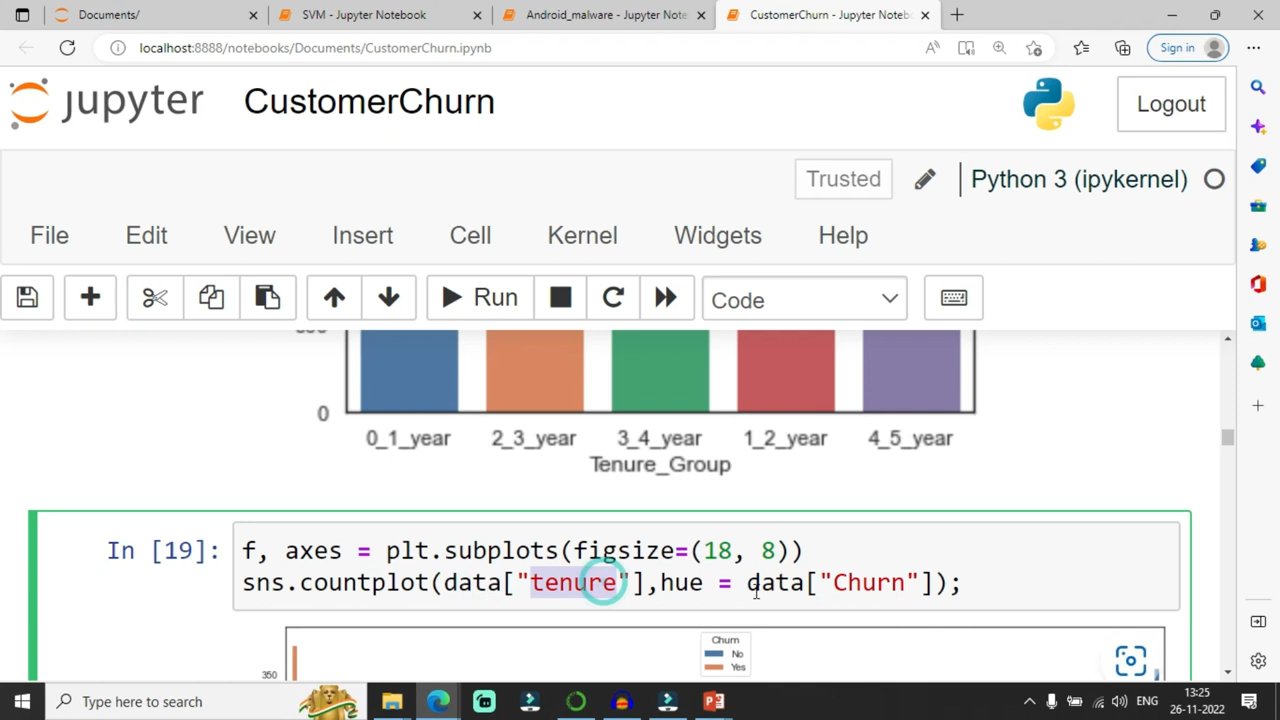 Documents/
SVM - Jupyter Notebook
Android_malware - Jupyter Note
CustomerChurn - Jupyter Noteb
localhost:8888/notebooks/Documents/CustomerChurn.ipynb
Sign in
jupyter
CustomerChurn
Logout
Trusted
Python 3 (ipykernel)
File
Edit
View
Insert
Cell
Kernel
Widgets
Help
Run
Code
0
0_1_year
2_3_year
3_4_year
1_2_year
4_5_year
Tenure_Group
In [19]:
f, axes = plt.subplots(figsize=(18, 8))
sns.countplot(data["tenure"],hue = data["Churn"]);
Churn
No
Yes
350
Type here to search
ENG
13:25
26-11-2022